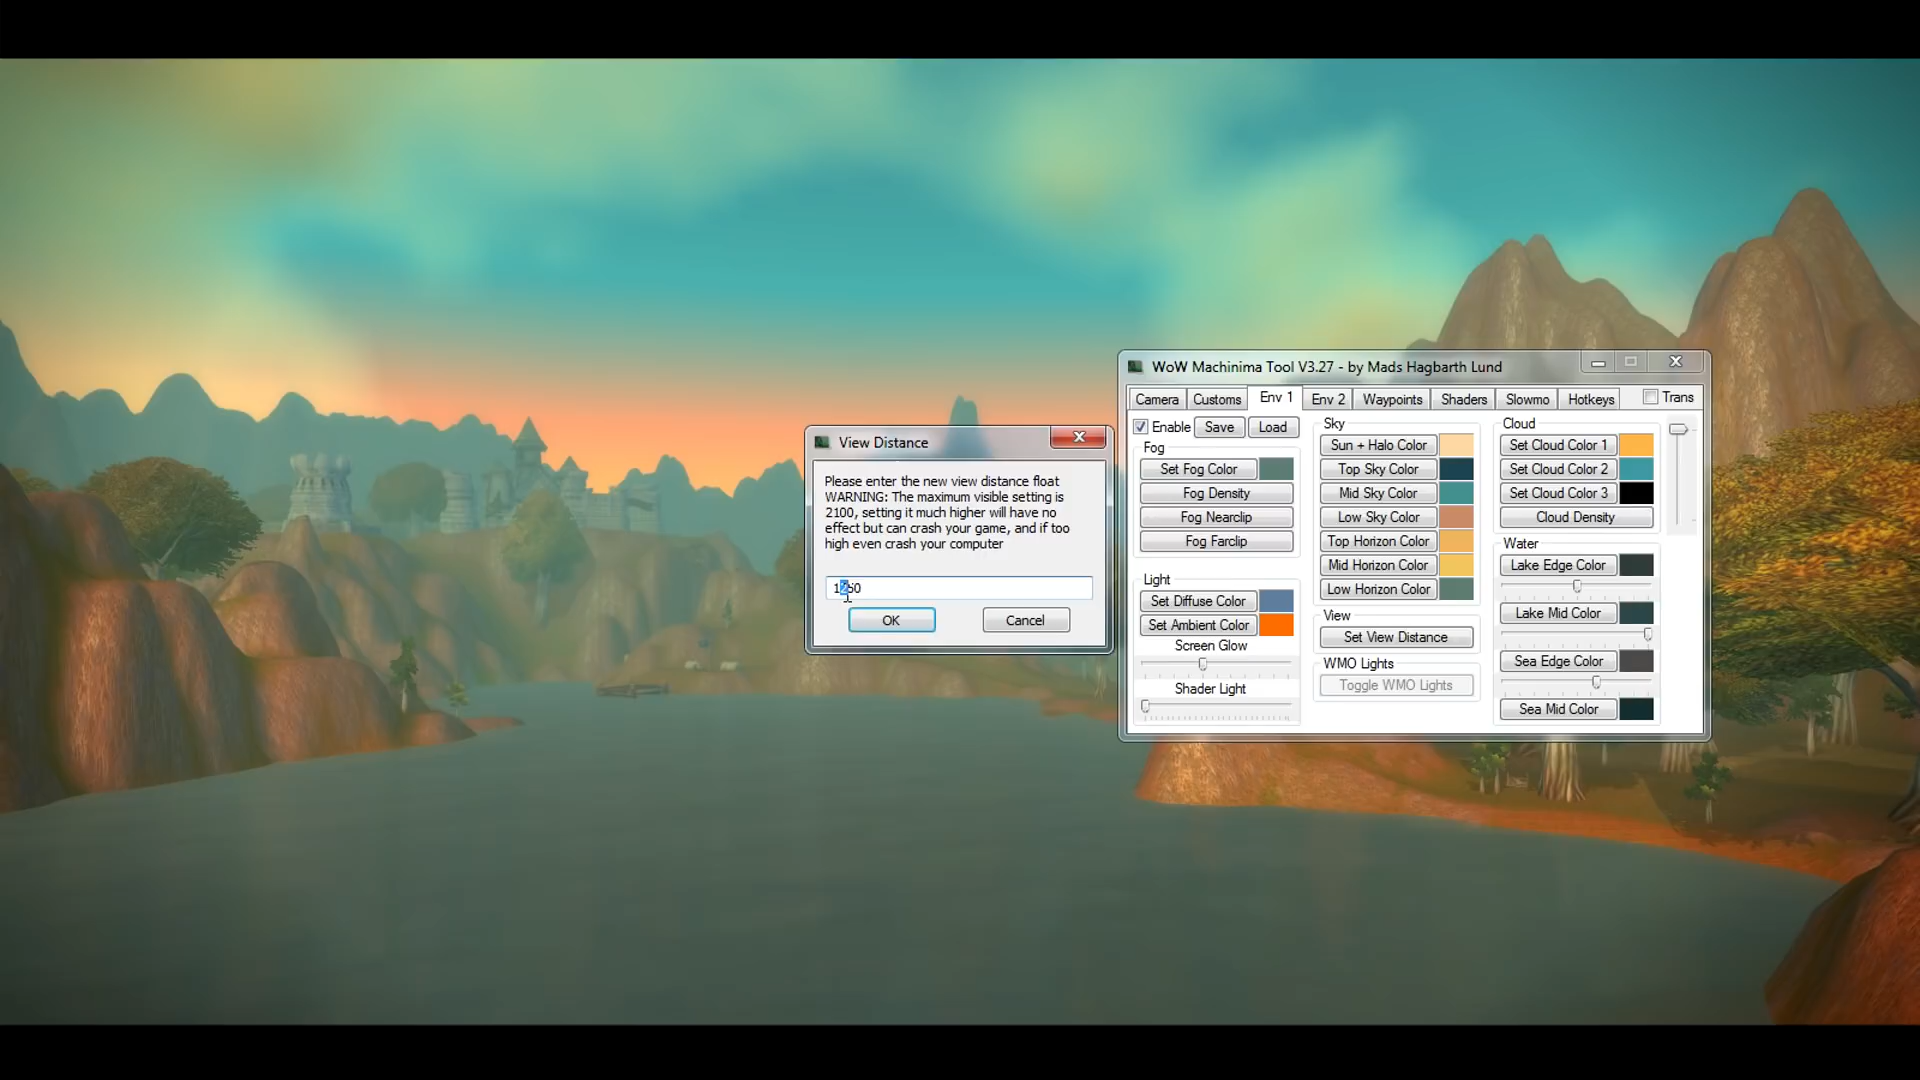 View Distance
Please enter the new view distance float
WARNING: The maximum visible setting is
2100, setting it much higher will have no
effect but can crash your game, and if too
high even crash your computer
1250
OK
Cancel
WoW Machinima Tool V3.27 - by Mads Hagbarth Lund
Camera
Customs
Env 1
Env 2
Waypoints
Shaders
Slowmo
Hotkeys
Trans
Enable
Save
Load
Fog
Set Fog Color
Fog Density
Fog Nearclip
Fog Farclip
Light
Set Diffuse Color
Set Ambient Color
Screen Glow
Shader Light
Sky
Sun + Halo Color
Top Sky Color
Mid Sky Color
Low Sky Color
Top Horizon Color
Mid Horizon Color
Low Horizon Color
View
Set View Distance
WMO Lights
Toggle WMO Lights
Cloud
Set Cloud Color 1
Set Cloud Color 2
Set Cloud Color 3
Cloud Density
Water
Lake Edge Color
Lake Mid Color
Sea Edge Color
Sea Mid Color